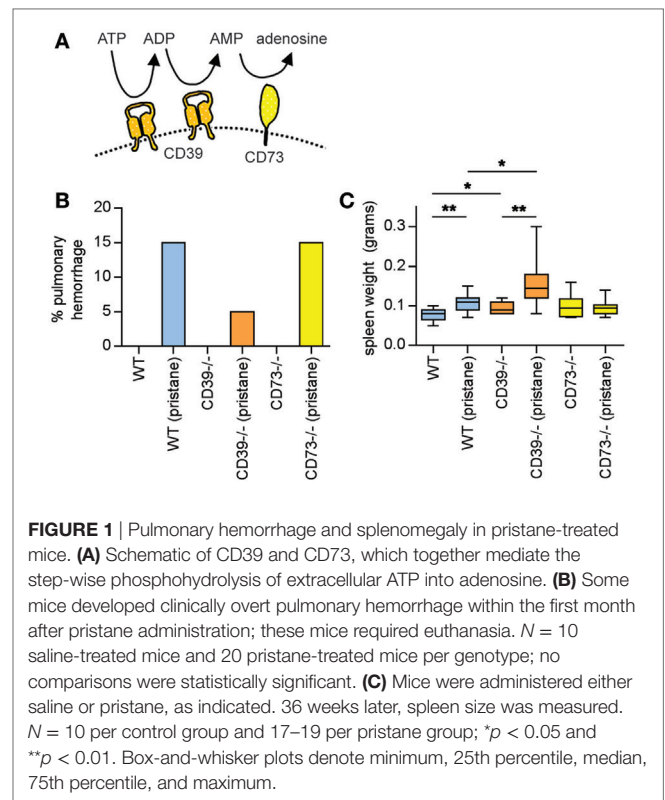 A
ATP ADP AMP adenosine
CD39 CD73
B
% pulmonary
hemorrhage
20
15
10
5
0
WT
WT (pristane)
CD39-/-
CD39-/- (pristane)
CD73-/-
CD73-/- (pristane)
C
spleen weight (grams)
0.3
0.2
0.1
0.0
*
*
** **
WT
WT (pristane)
CD39-/-
CD39-/- (pristane)
CD73-/-
CD73-/- (pristane)
FIGURE 1 | Pulmonary hemorrhage and splenomegaly in pristane-treated
mice. (A) Schematic of CD39 and CD73, which together mediate the
step-wise phosphohydrolysis of extracellular ATP into adenosine. (B) Some
mice developed clinically overt pulmonary hemorrhage within the first month
after pristane administration; these mice required euthanasia. N = 10
saline-treated mice and 20 pristane-treated mice per genotype; no
comparisons were statistically significant. (C) Mice were administered either
saline or pristane, as indicated. 36 weeks later, spleen size was measured.
N = 10 per control group and 17–19 per pristane group; *p < 0.05 and
**p < 0.01. Box-and-whisker plots denote minimum, 25th percentile, median,
75th percentile, and maximum.